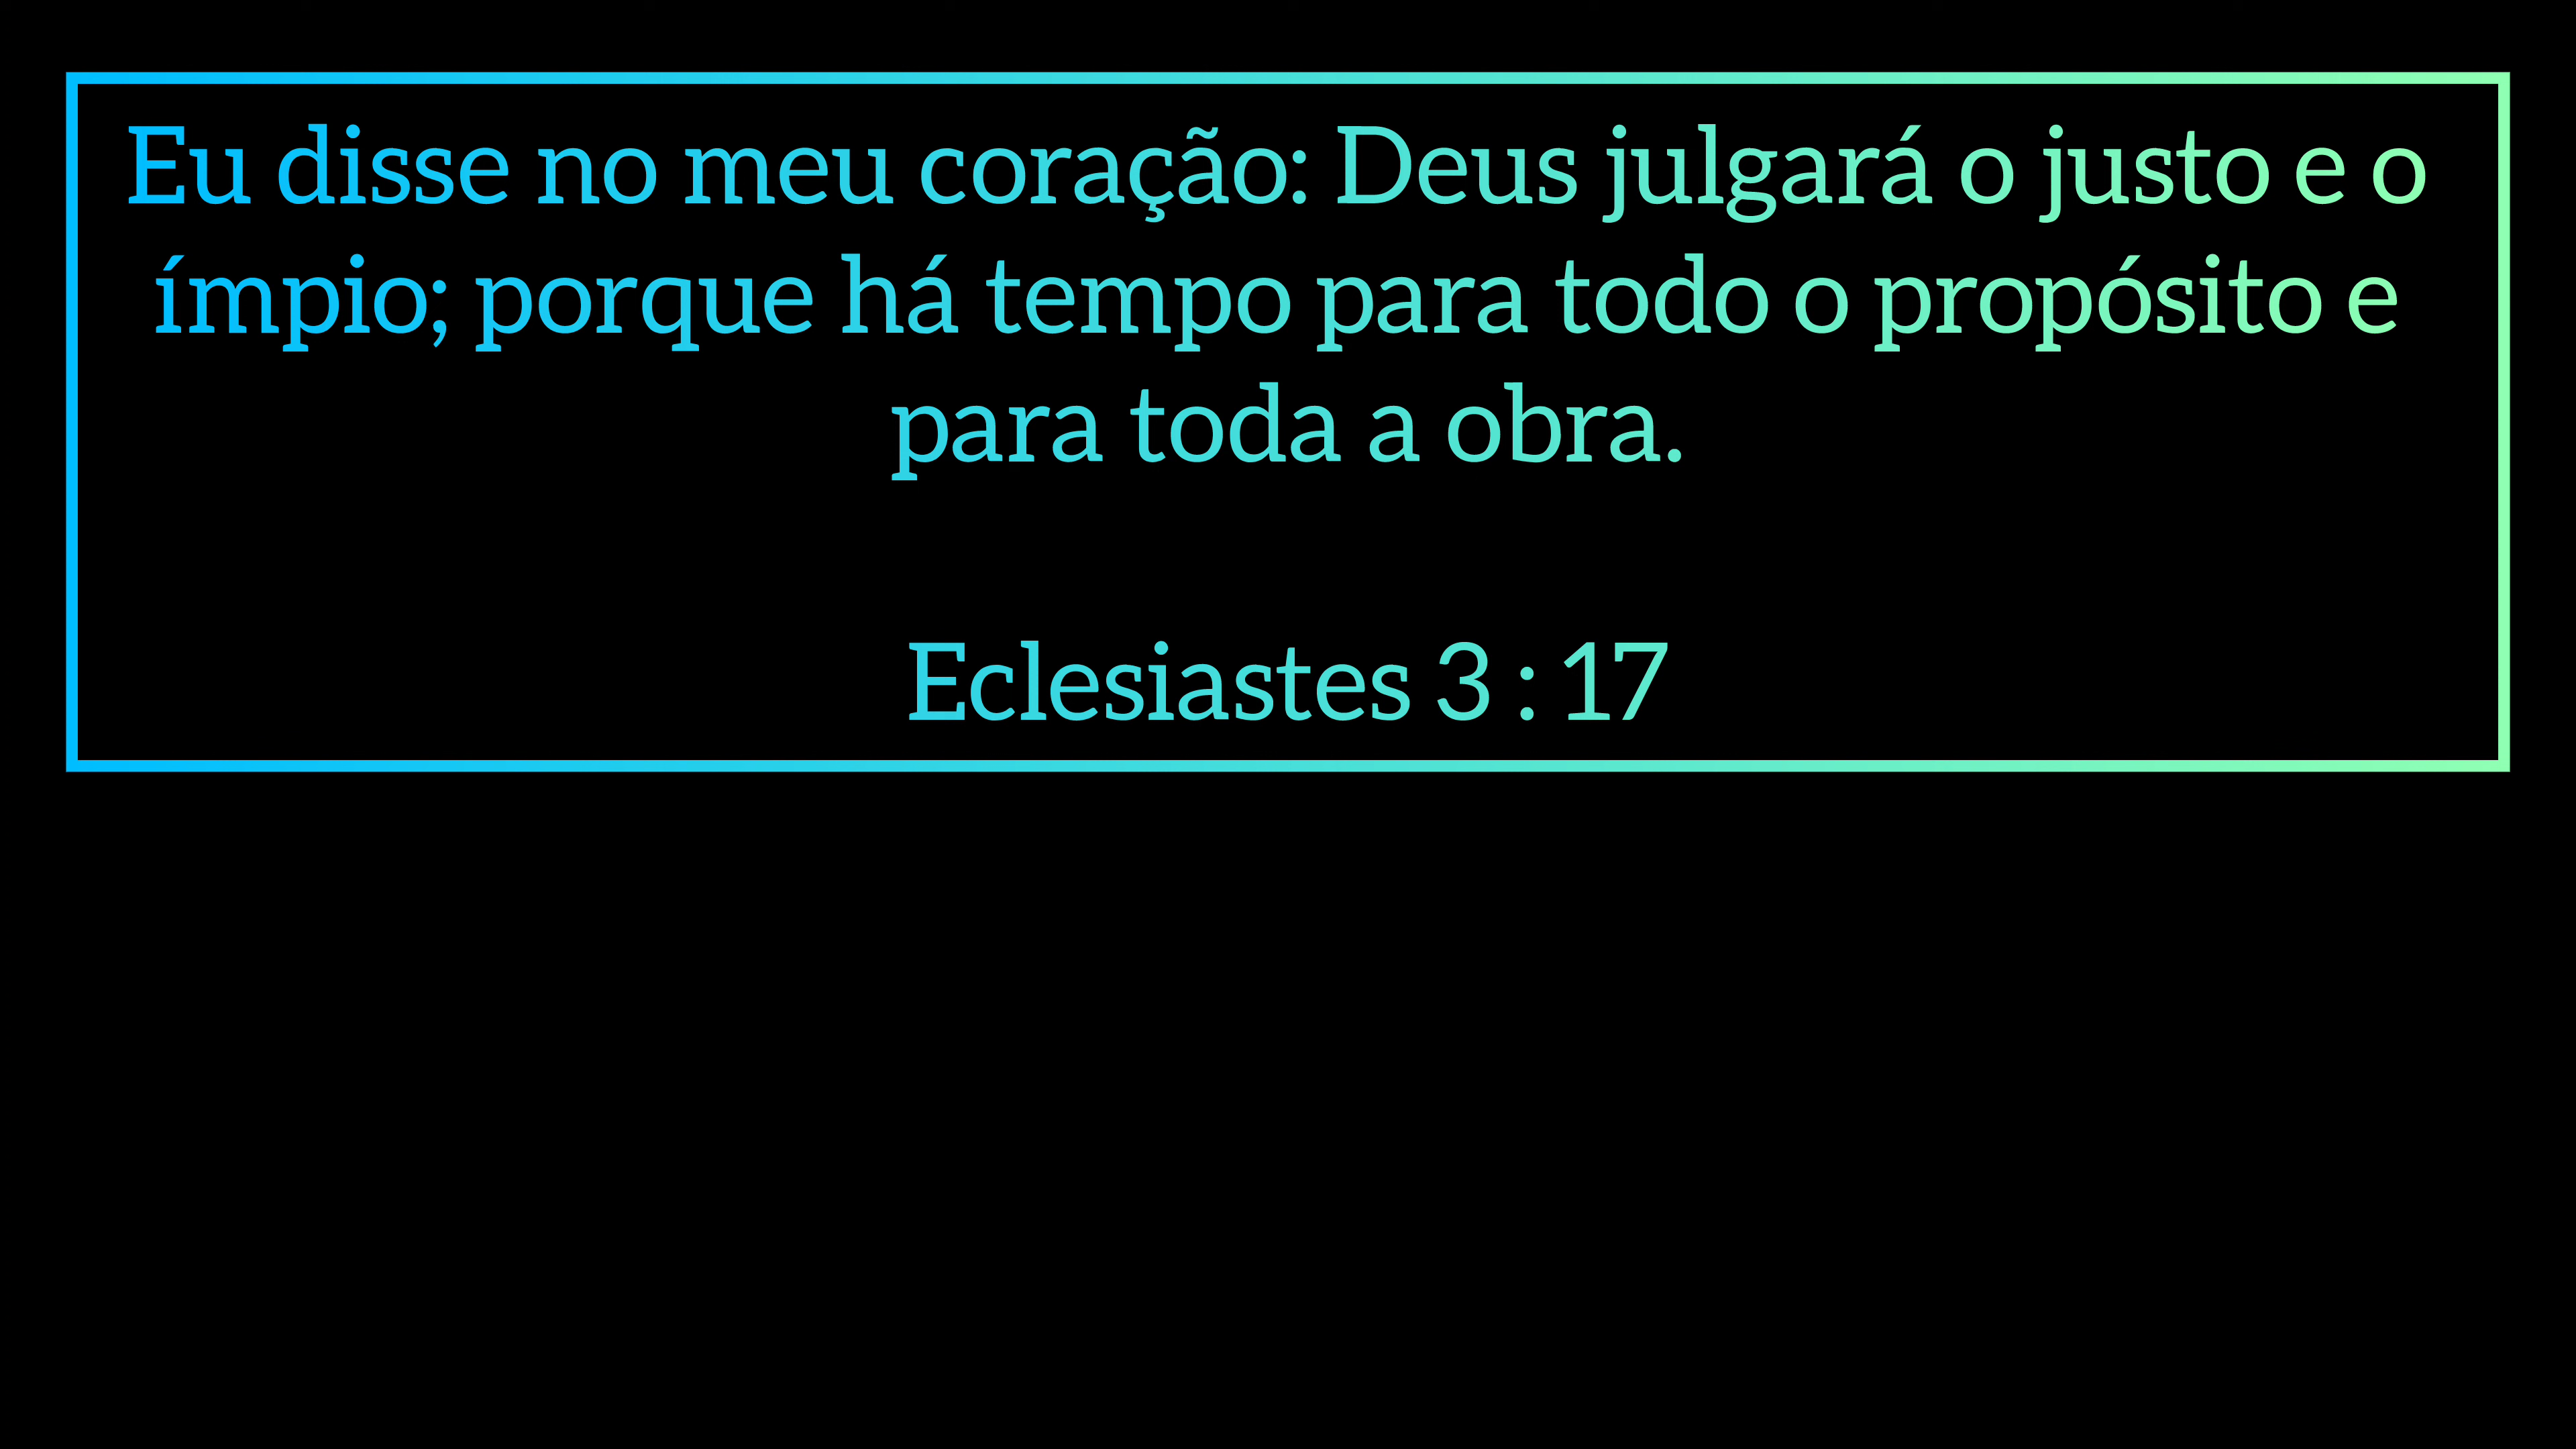 Eu disse no meu coração: Deus julgará o justo e o
ímpio; porque há tempo para todo o propósito e
para toda a obra.
Eclesiastes 3 : 17